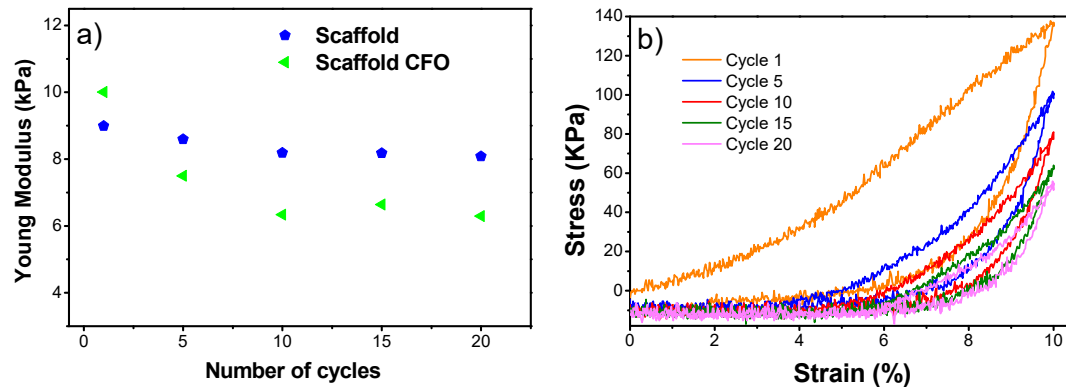 a)
Scaffold
Scaffold CFO
Young Modulus (kPa)
12
10
8
6
4
0 5 10 15 20
Number of cycles
b)
Cycle 1
Cycle 5
Cycle 10
Cycle 15
Cycle 20
Stress (KPa)
140
120
100
80
60
40
20
0
0 2 4 6 8 10
Strain (%)